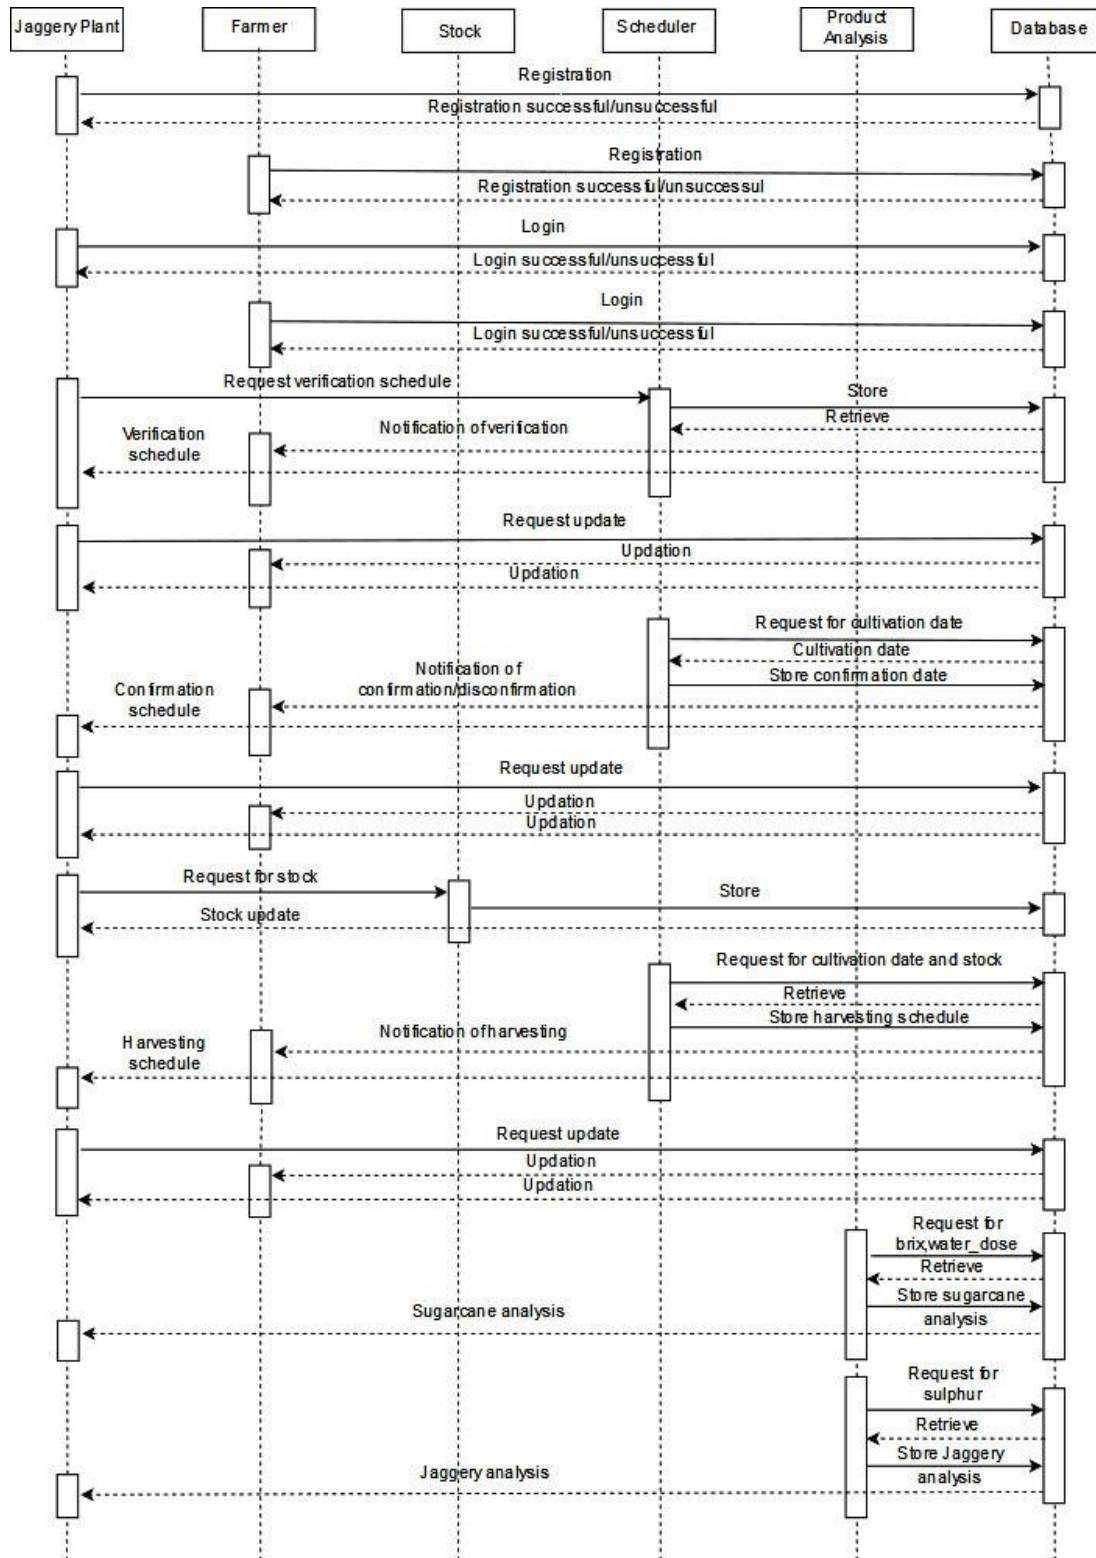 Jaggery Plant
Farmer
Stock
Scheduler
Product
Analysis
Database
Registration
Registration successful/unsuccessful
Registration
Registration successful/unsuccessul
Login
Login successful/unsuccessful
Login
Login successful/unsuccessful
Request verification schedule
Store
Retrieve
Notification of verification
Verification
schedule
Request update
Updation
Updation
Request for cultivation date
Cultivation date
Store confirmation date
Notification of
confirmation/disconfirmation
Confirmation
schedule
Request update
Updation
Updation
Request for stock
Store
Stock update
Request for cultivation date and stock
Retrieve
Store harvesting schedule
Notification of harvesting
Harvesting
schedule
Request update
Updation
Updation
Request for
brix,water_dose
Retrieve
Store sugarcane
analysis
Sugarcane analysis
Request for
sulphur
Retrieve
Store Jaggery
analysis
Jaggery analysis